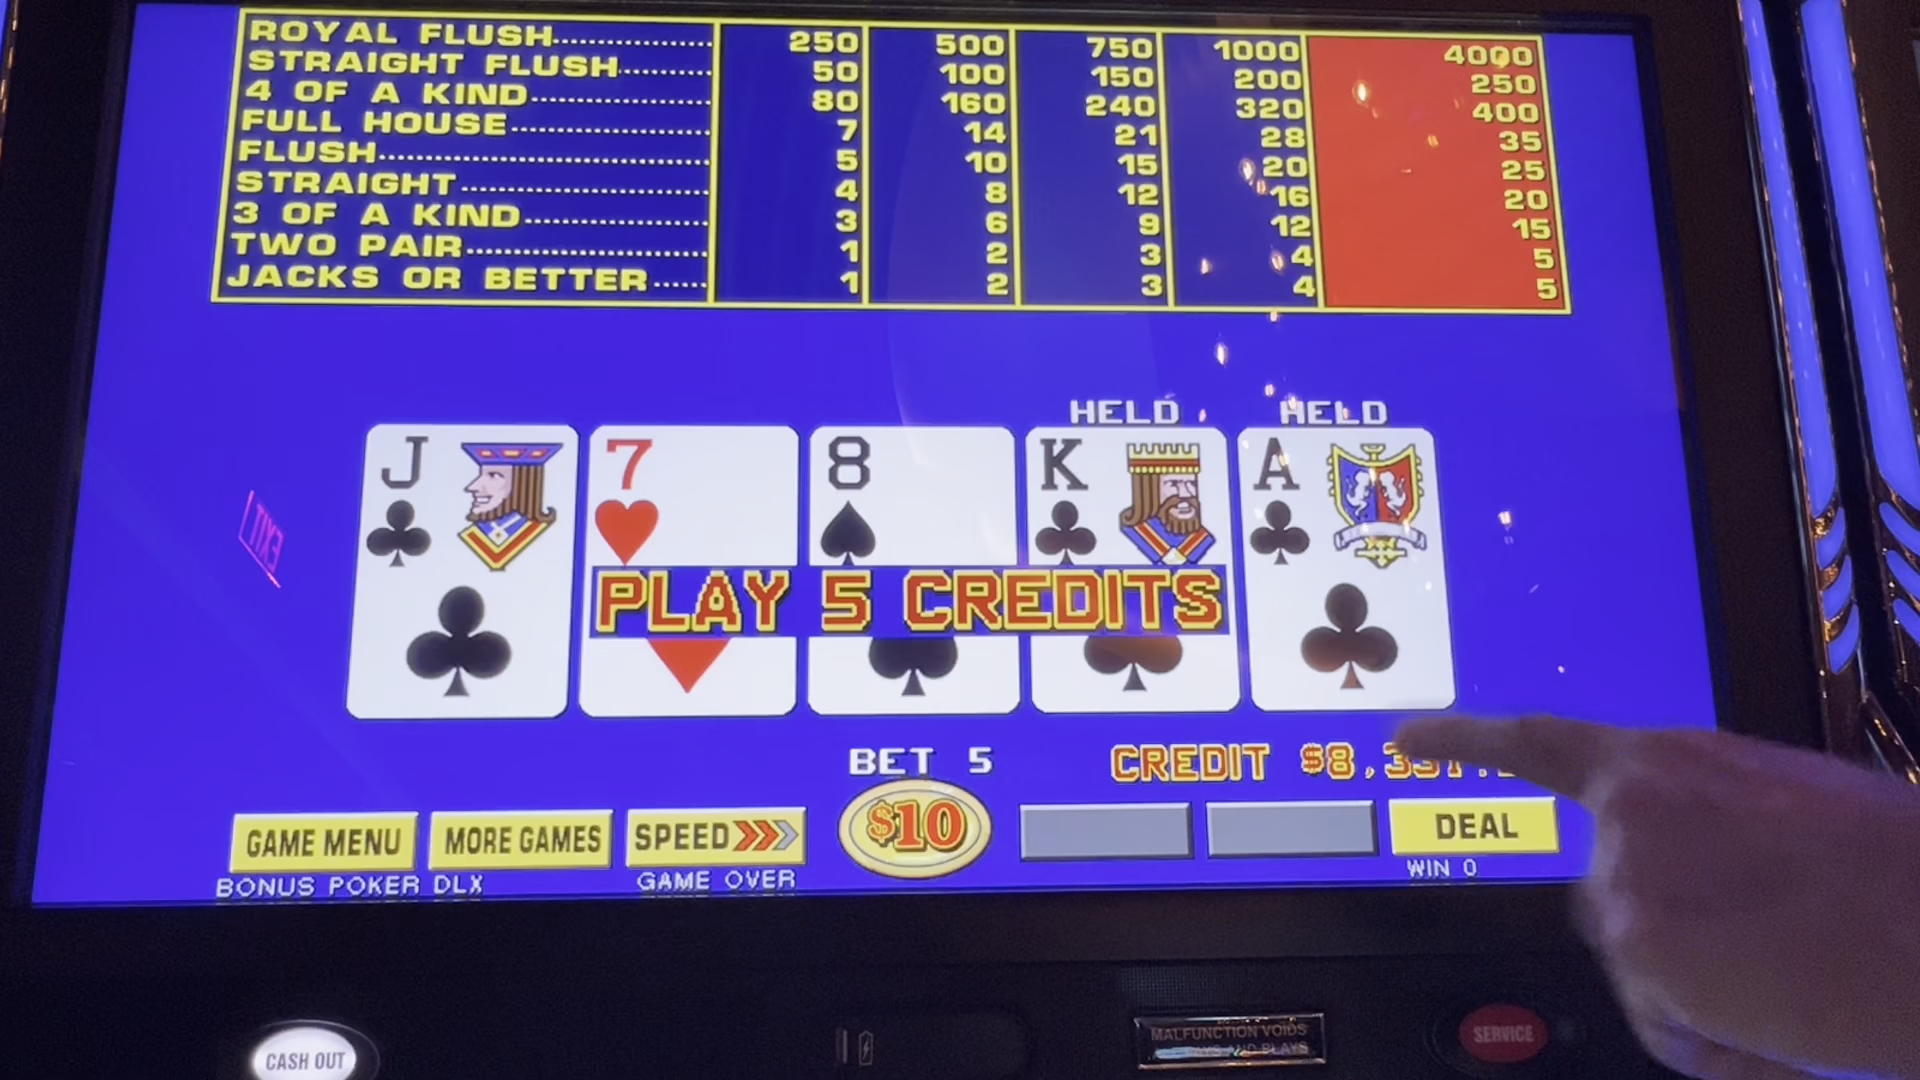 ROYAL FLUSH 250 500 750 1000 4000
STRAIGHT FLUSH 50 100 150 200 250
4 OF A KIND 80 160 240 320 400
FULL HOUSE 7 14 21 28 35
FLUSH 5 10 15 20 25
STRAIGHT 4 8 12 16 20
3 OF A KIND 3 6 9 12 15
TWO PAIR 1 2 3 4 5
JACKS OR BETTER 1 2 3 4 5
HELD HELD
J 7 8 K A
EXIT
PLAY 5 CREDITS
BET 5 CREDIT
GAME MENU MORE GAMES SPEED $10 DEAL
BONUS POKER DLX GAME OVER WIN 0
CASH OUT
MALFUNCTION VOIDS
AND PLAYS
SERVICE